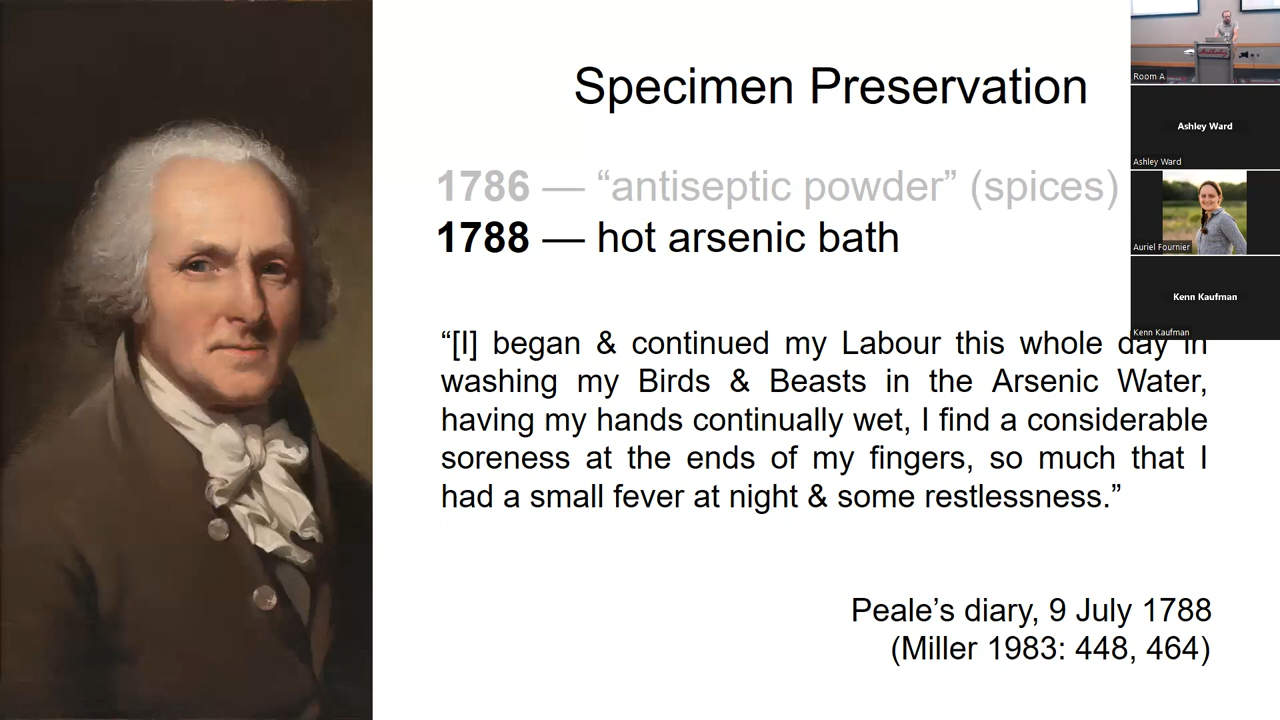 Specimen Preservation
1786 — “antiseptic powder” (spices)
1788 — hot arsenic bath
“[I] began & continued my Labour this whole day in
washing my Birds & Beasts in the Arsenic Water,
having my hands continually wet, I find a considerable
soreness at the ends of my fingers, so much that I
had a small fever at night & some restlessness.”
Peale’s diary, 9 July 1788
(Miller 1983: 448, 464)
Room A
Ashley Ward
Ashley Ward
Auriel Fournier
Kenn Kaufman
Kenn Kaufman